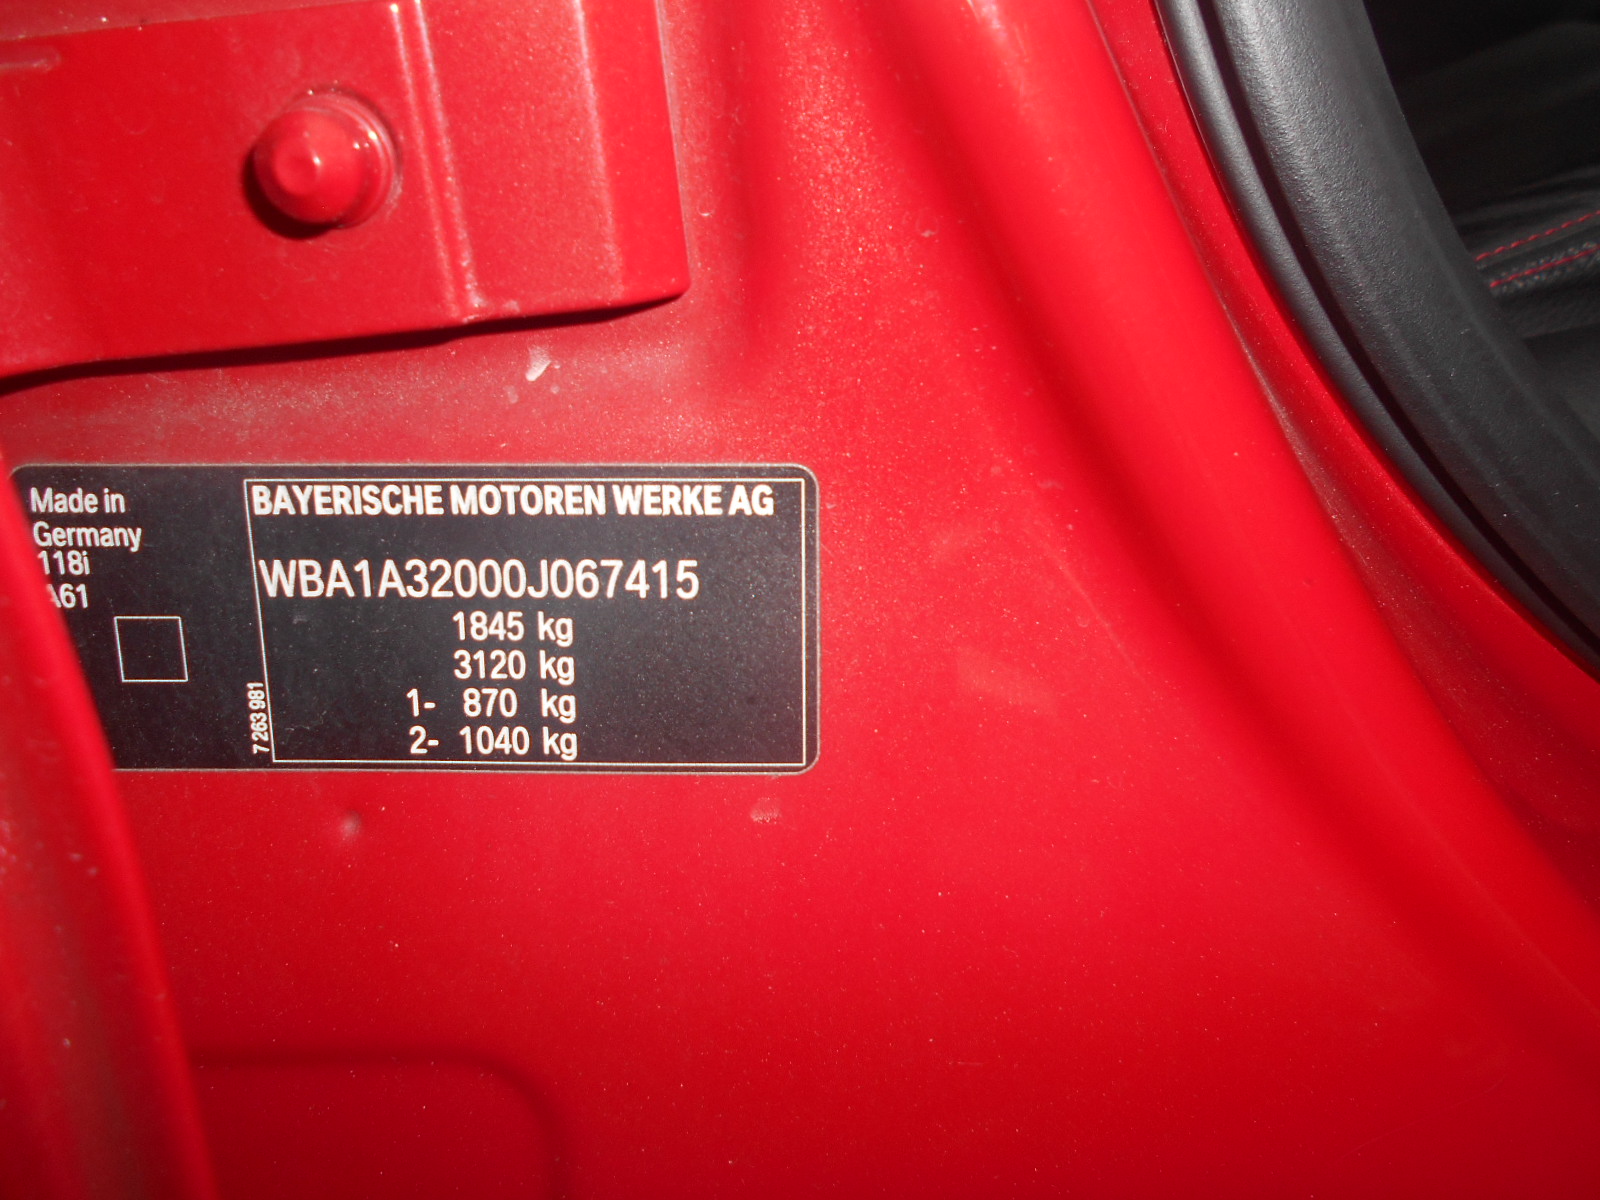 Made in
Germany
118i
A61
BAYERISCHE MOTOREN WERKE AG
WBA1A32000J067415
1845 kg
3120 kg
1- 870 kg
2- 1040 kg
7 263 981